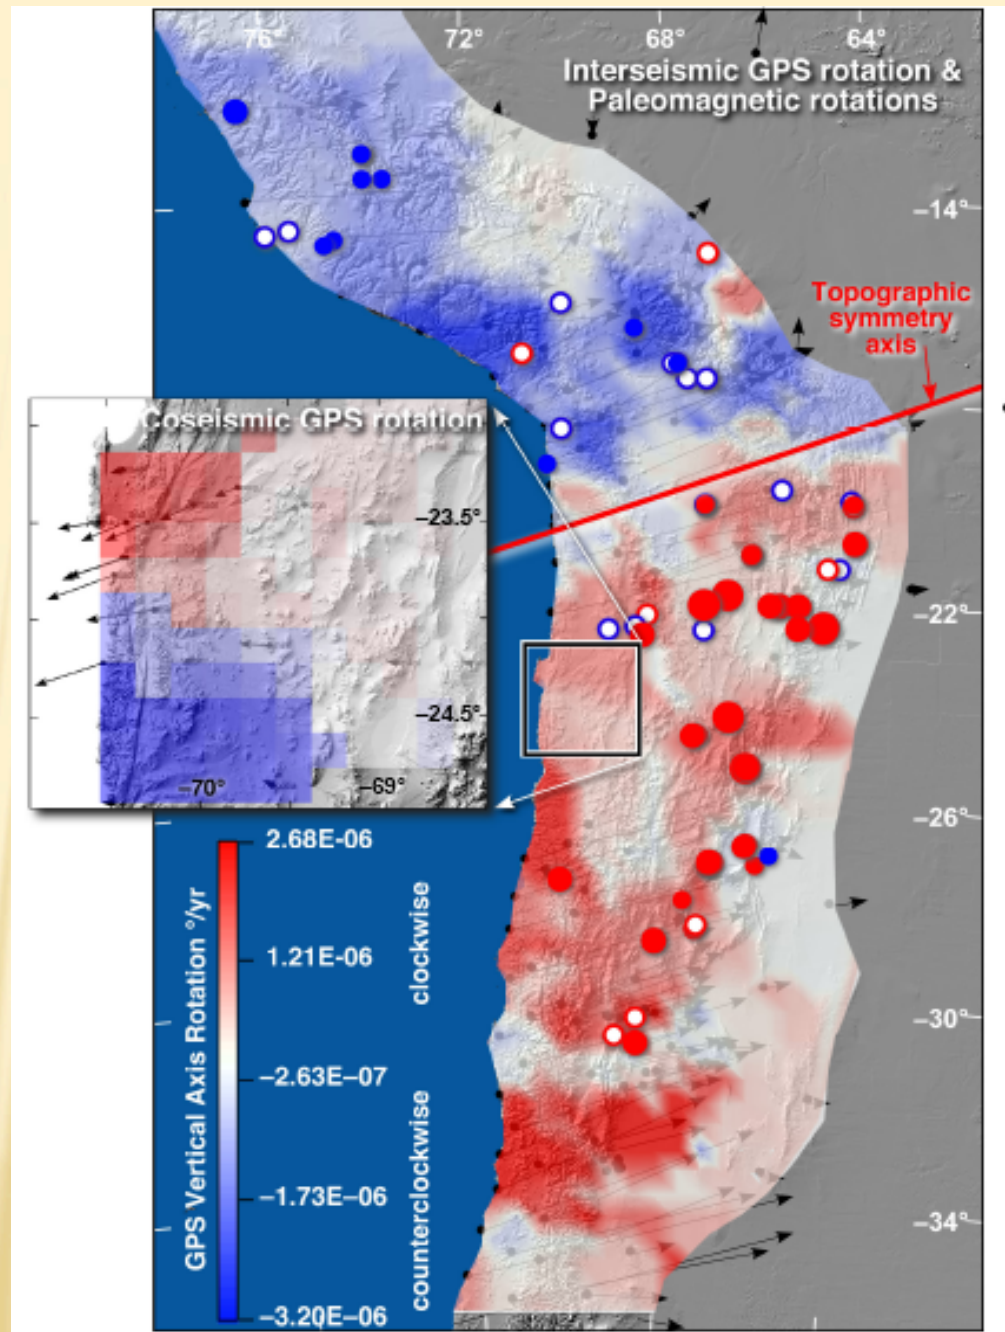 76°
72°
68°
64°
Interseismic GPS rotation &
Paleomagnetic rotations
–14°
Topographic
symmetry
axis
Coseismic GPS rotation
–23.5°
–22°
–24.5°
–70°
–69°
–26°
2.68E-06
1.21E-06
–2.63E–07
–1.73E–06
–3.20E–06
GPS Vertical Axis Rotation °/yr
clockwise
counterclockwise
–30°
–34°